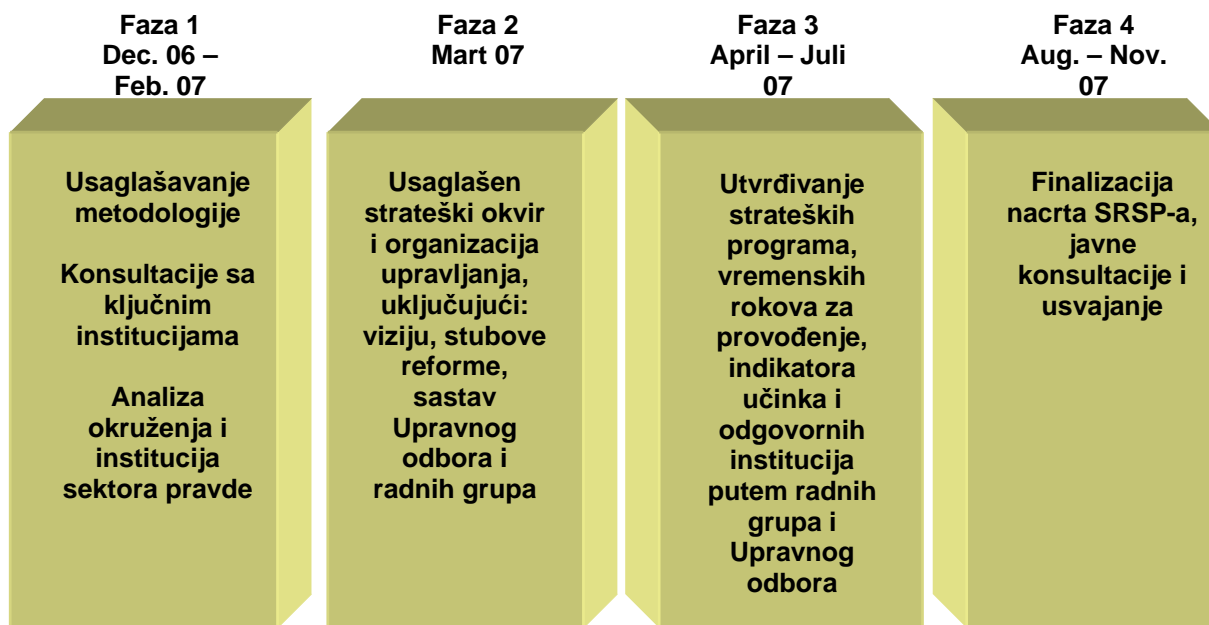 Faza 1
Dec. 06 –
Feb. 07
Usaglašavanje
metodologije
Konsultacije sa
ključnim
institucijama
Analiza
okruženja i
institucija
sektora pravde
Faza 2
Mart 07
Usaglašen
strateški okvir
i organizacija
upravljanja,
uključujući:
viziju, stubove
reforme,
sastav
Upravnog
odbora i
radnih grupa
Faza 3
April – Juli
07
Utvrđivanje
strateških
programa,
vremenskih
rokova za
provođenje,
indikatora
učinka i
odgovornih
institucija
putem radnih
grupa i
Upravnog
odbora
Faza 4
Aug. – Nov.
07
Finalizacija
nacrta SRSP-a,
javne
konsultacije i
usvajanje